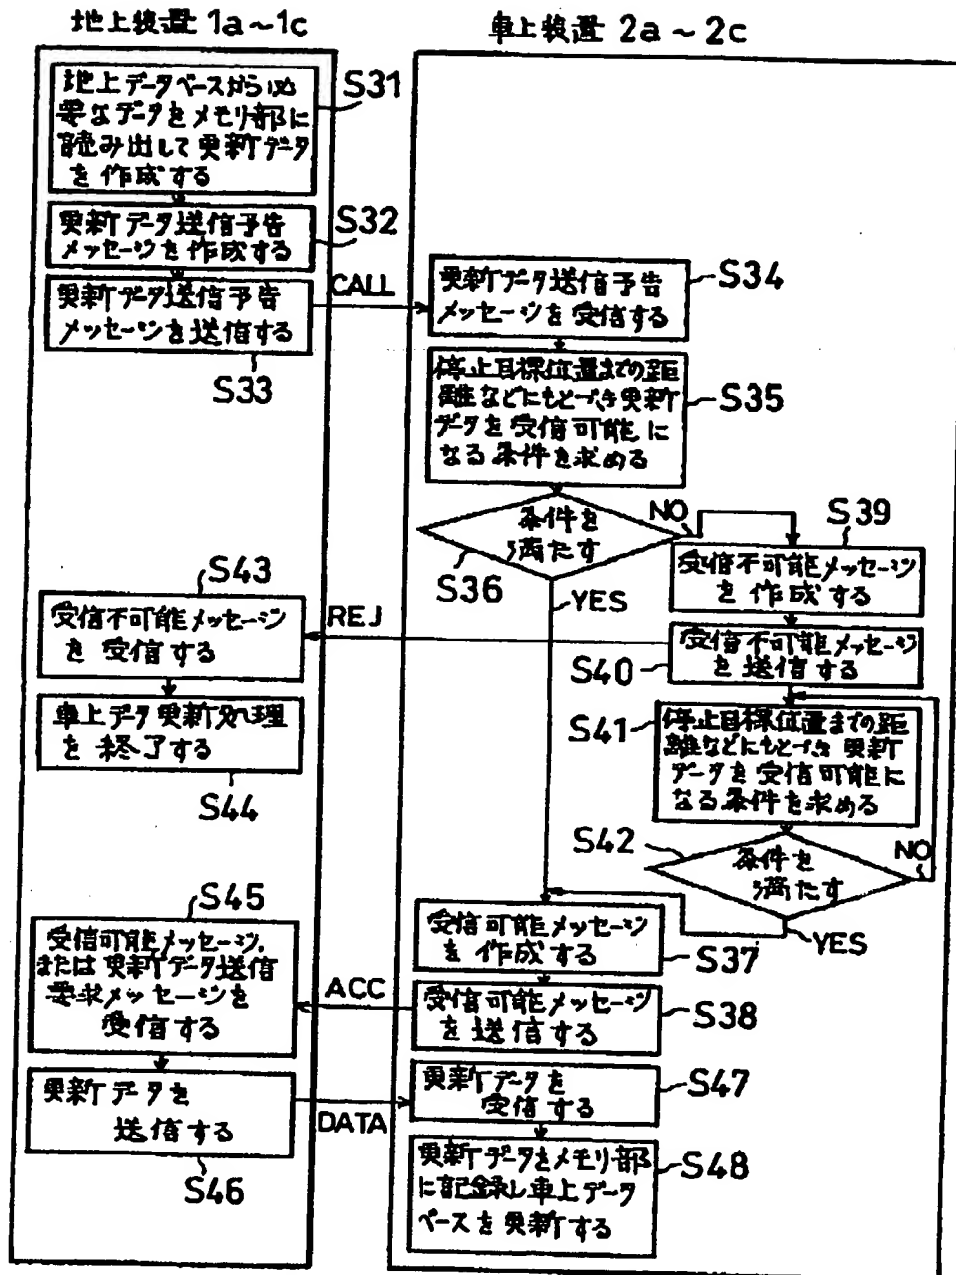 地上装置 1a～1c
地上データベースから必
要なデータをメモリ部に
読み出して更新データ
を作成する
S31
更新データ送信予告
メッセージを作成する
S32
更新データ送信予告
メッセージを送信する
S33
CALL
車上装置 2a～2c
更新データ送信予告
メッセージを受信する
S34
停止目標位置までの距
離などにもとづき更新
データを受信可能に
なる条件を求める
S35
条件を
満たす
S36
NO
YES
S39
受信不可能メッセージ
を作成する
受信不可能メッセージ
を送信する
S40
REJ
S43
受信不可能メッセージ
を受信する
車上データ更新処理
を終了する
S44
S41
停止目標位置までの距
離などにもとづき更新
データを受信可能に
なる条件を求める
S42
条件を
満たす
NO
YES
受信可能メッセージ
を作成する
S37
受信可能メッセージ
を送信する
S38
ACC
S45
受信可能メッセージ,
または更新データ送信
要求メッセージを
受信する
更新データを
送信する
S46
DATA
更新データを
受信する
S47
更新データをメモリ部
に記録し車上データ
ベースを更新する
S48